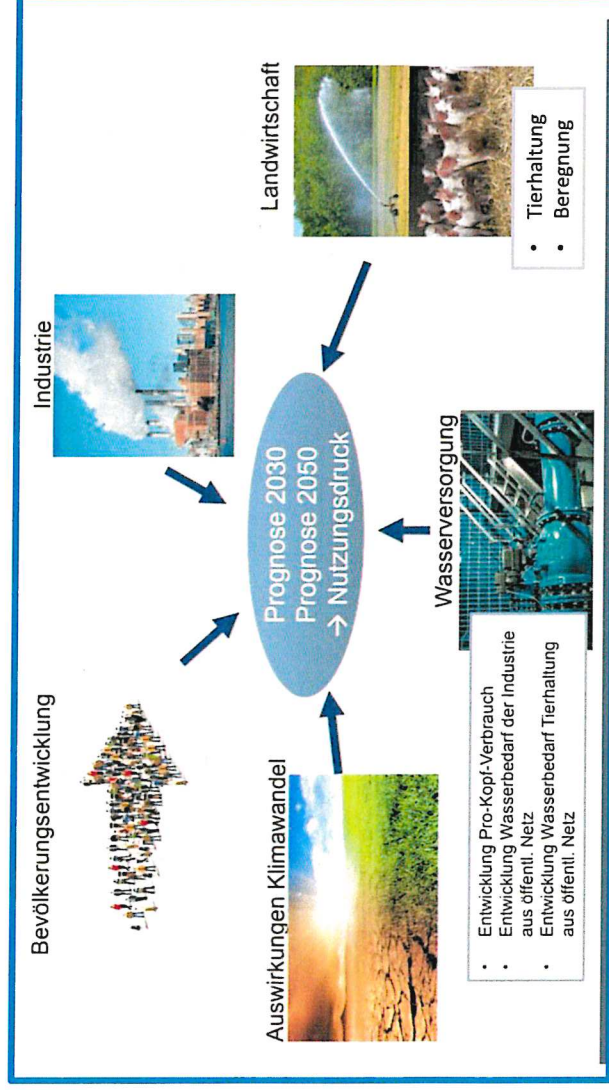 Bevölkerungsentwicklung
Industrie
Landwirtschaft
• Tierhaltung
• Beregnung
Prognose 2030
Prognose 2050
→ Nutzungsdruck
Auswirkungen Klimawandel
Wasserversorgung
• Entwicklung Pro-Kopf-Verbrauch
• Entwicklung Wasserbedarf der Industrie
aus öffentl. Netz
• Entwicklung Wasserbedarf Tierhaltung
aus öffentl. Netz